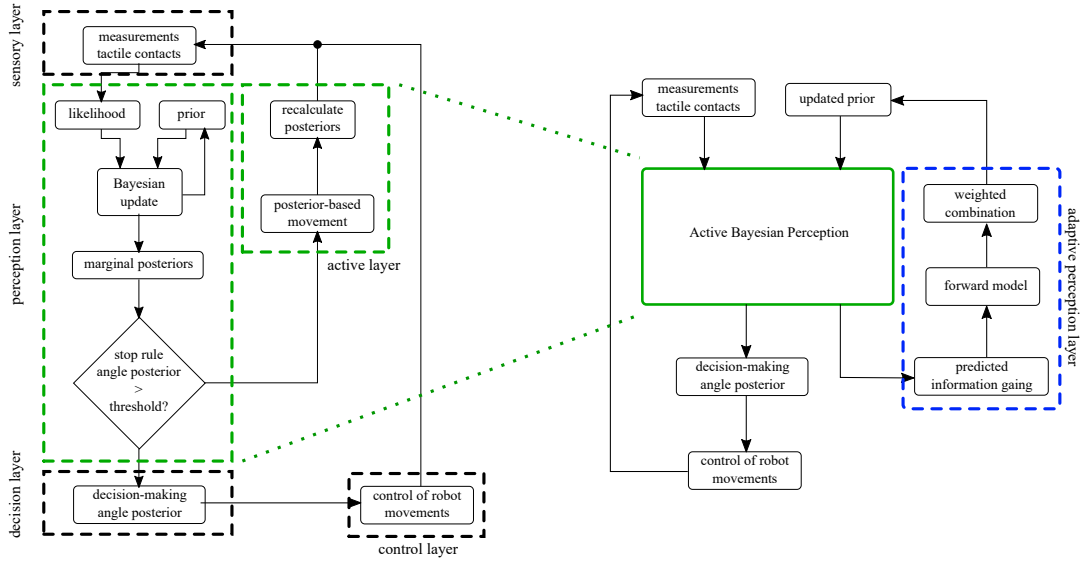 sensory layer
measurements
tactile contacts
perception layer
likelihood
prior
Bayesian
update
marginal posteriors
stop rule
angle posterior
>
threshold?
recalculate
posteriors
posterior-based
movement
active layer
decision layer
decision-making
angle posterior
control of robot
movements
control layer
measurements
tactile contacts
updated prior
Active Bayesian Perception
decision-making
angle posterior
control of robot
movements
weighted
combination
forward model
predicted
information gaing
adaptive perception layer